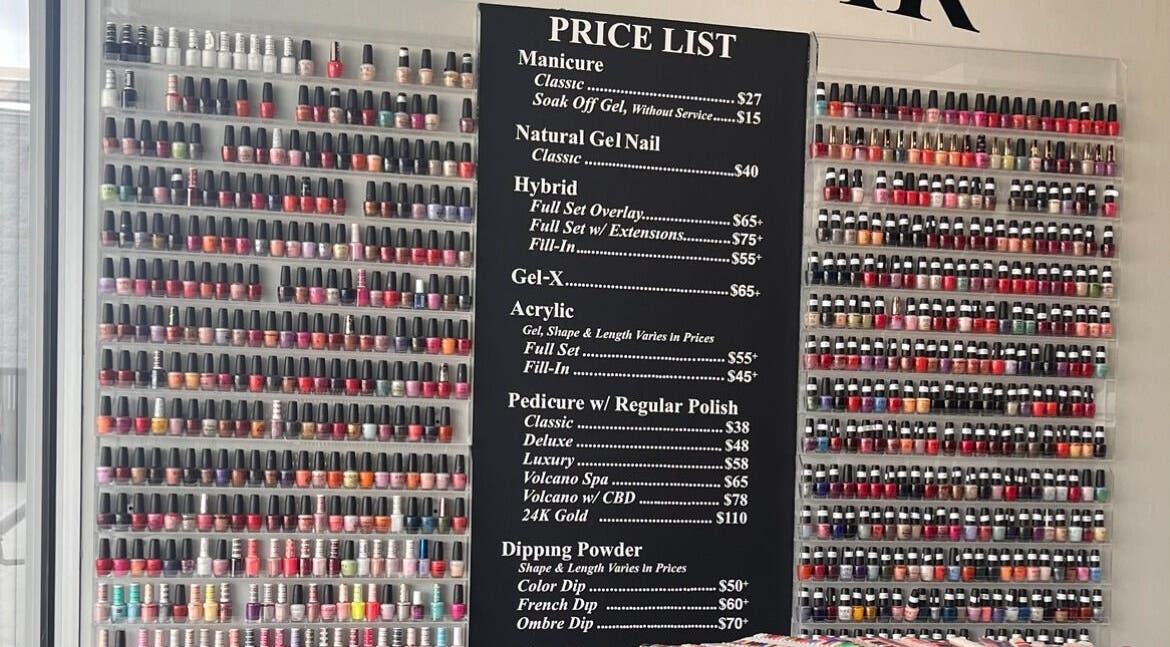 PRICE LIST
Manicure
Classic ........................................$27
Soak Off Gel, Without Service......$15
Natural Gel Nail
Classic ........................................$40
Hybrid
Full Set Overlay........................ $65+
Full Set w/ Extensions............$75+
Fill-In........................................$55+
Gel-X...........................................$65+
Acrylic
Gel, Shape & Length Varies in Prices
Full Set ......................................$55+
Fill-In ........................................$45+
Pedicure w/ Regular Polish
Classic ........................................$38
Deluxe ........................................$48
Luxury........................................$58
Volcano Spa ...............................$65
Volcano w/ CBD ........................$78
24K Gold ................................ $110
Dipping Powder
Shape & Length Varies in Prices
Color Dip ...................................$50+
French Dip ...............................$60+
Ombre Dip ................................$70+